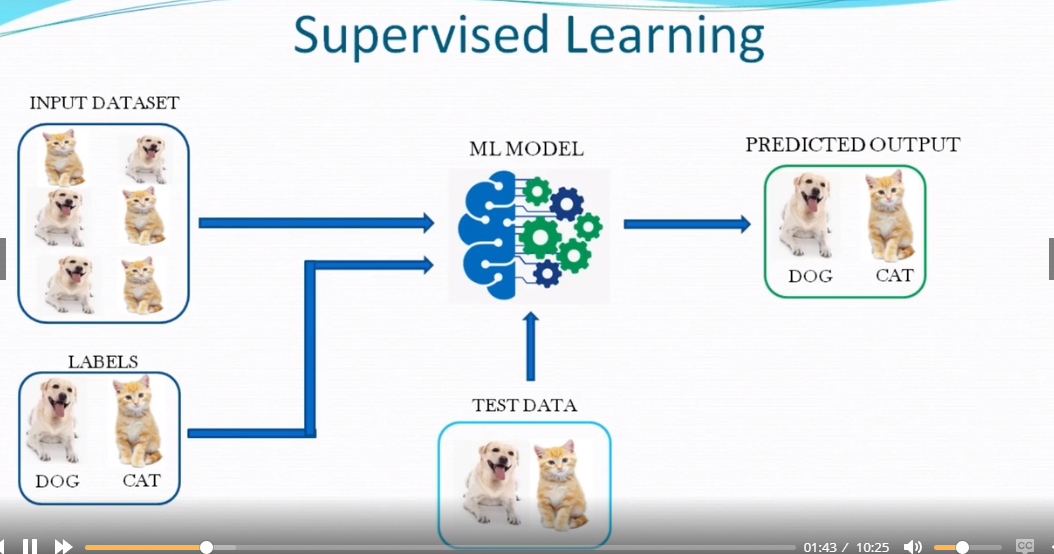 Supervised Learning
INPUT DATASET
ML MODEL
PREDICTED OUTPUT
DOG CAT
LABELS
DOG CAT
TEST DATA
01:43 / 10:25
CC